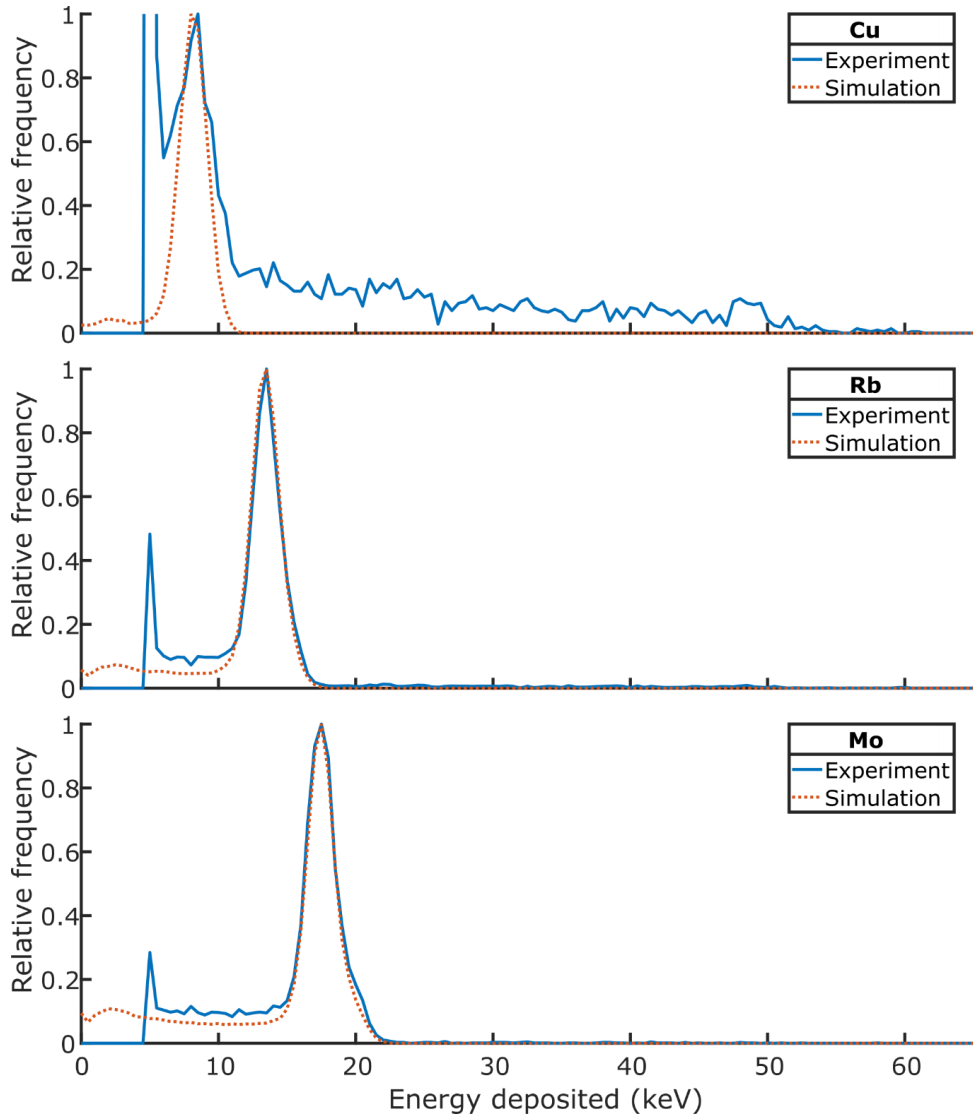 Relative frequency
1
0.8
0.6
0.4
0.2
0
Cu
Experiment
Simulation
Relative frequency
1
0.8
0.6
0.4
0.2
0
Rb
Experiment
Simulation
Relative frequency
1
0.8
0.6
0.4
0.2
0
Mo
Experiment
Simulation
0 10 20 30 40 50 60
Energy deposited (keV)